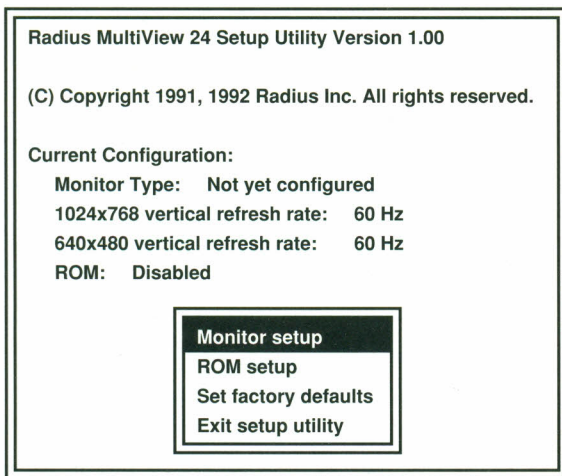 Radius MultiView 24 Setup Utility Version 1.00
(C) Copyright 1991, 1992 Radius Inc. All rights reserved.
Current Configuration:
Monitor Type: Not yet configured
1024x768 vertical refresh rate: 60 Hz
640x480 vertical refresh rate: 60 Hz
ROM: Disabled
Monitor setup
ROM setup
Set factory defaults
Exit setup utility